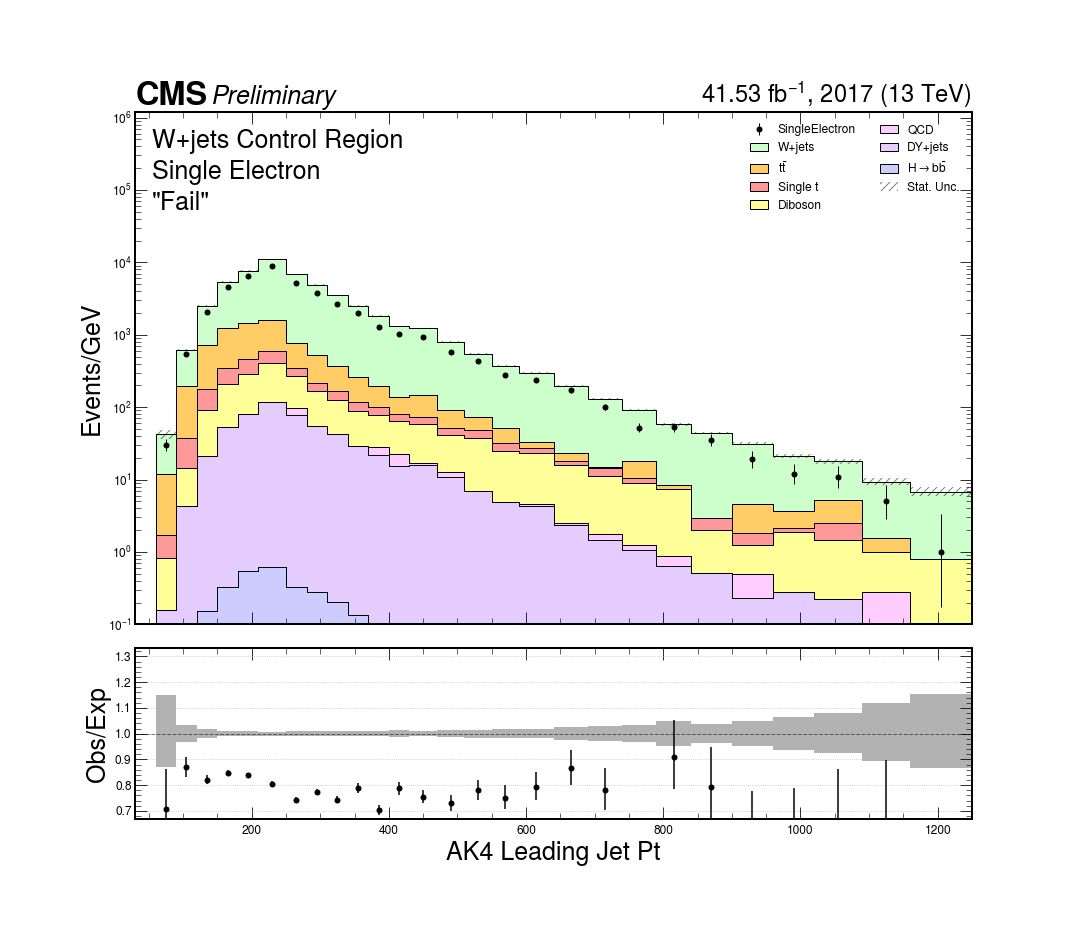 CMS Preliminary
41.53 fb⁻¹, 2017 (13 TeV)
W+jets Control Region
Single Electron
"Fail"
SingleElectron
W+jets
tt̄
Single t
Diboson
QCD
DY+jets
H→bb̄
Stat. Unc.
Events/GeV
10⁶
10⁵
10⁴
10³
10²
10¹
10⁰
10⁻¹
Obs/Exp
1.3
1.2
1.1
1.0
0.9
0.8
0.7
200 400 600 800 1000 1200
AK4 Leading Jet Pt